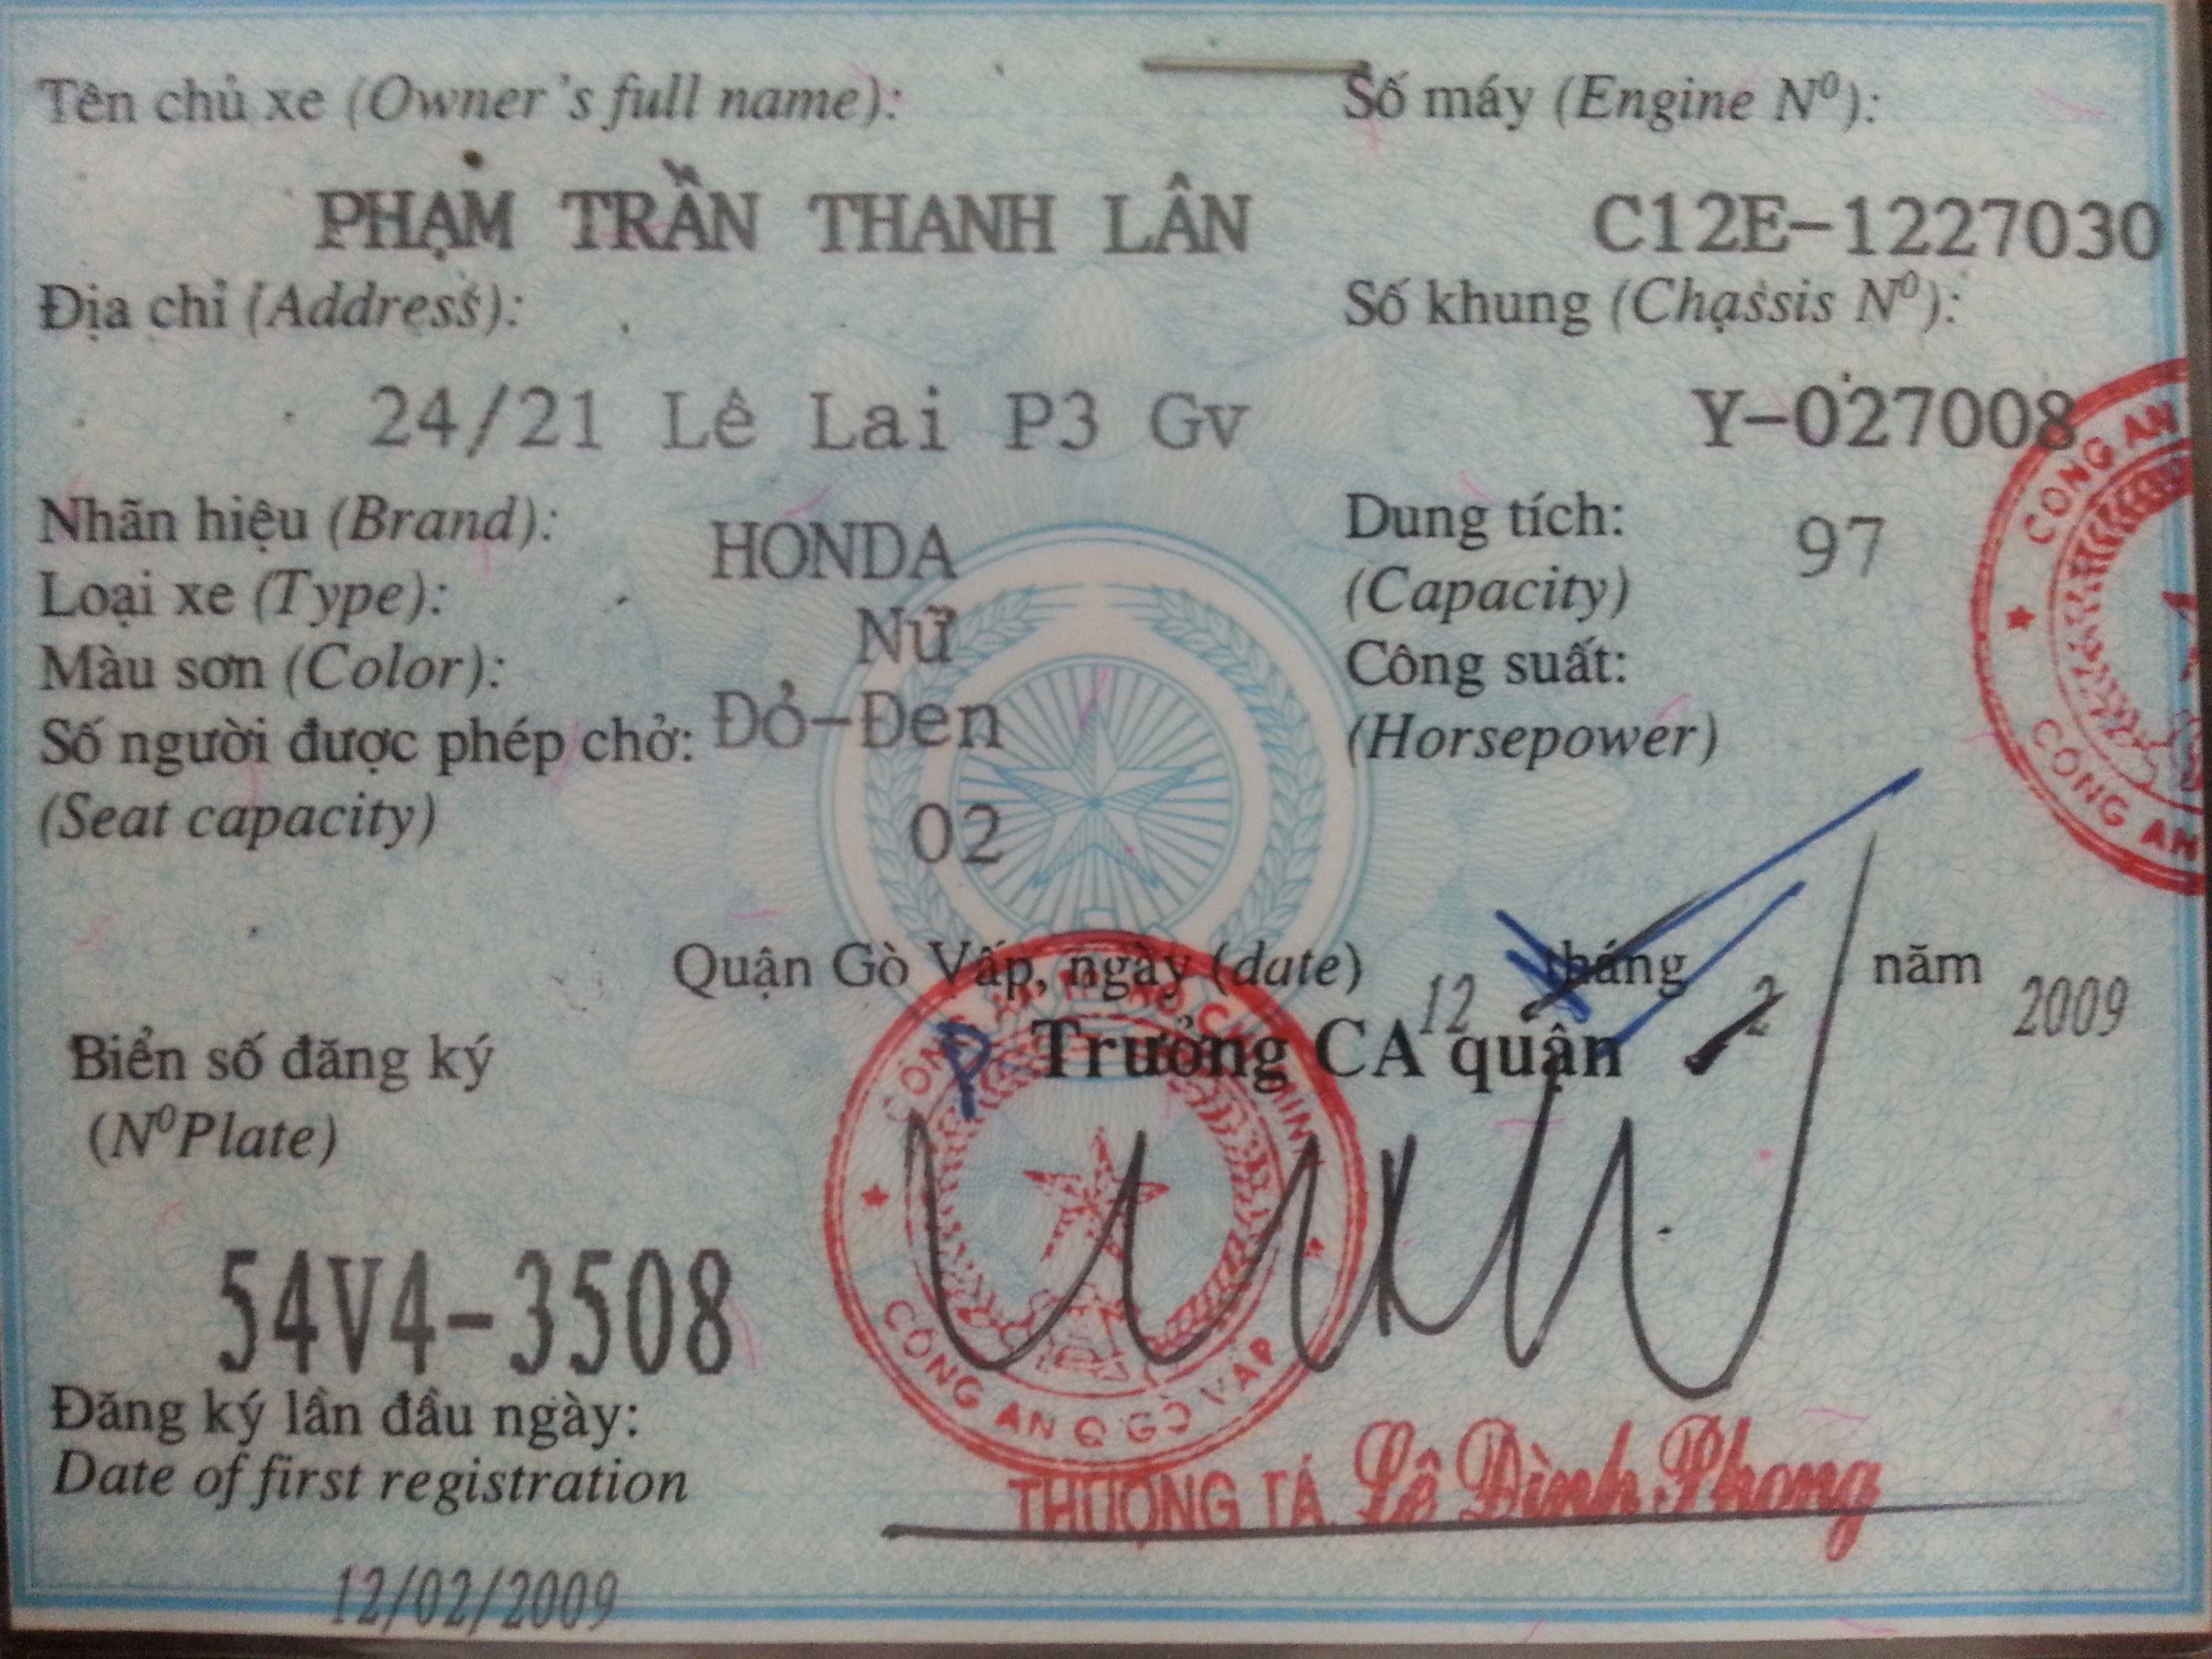 Tên chủ xe (Owner's full name):
PHẠM TRẦN THANH LÂN
Địa chỉ (Address):
24/21 Lê Lai P3 Gv
Nhãn hiệu (Brand): HONDA
Loại xe (Type): Nữ
Màu sơn (Color): Đỏ-Đen
Số người được phép chở: 02
(Seat capacity)
Số máy (Engine N⁰):
C12E-1227030
Số khung (Chassis N⁰):
Y-027008
Dung tích: 97
(Capacity)
Công suất:
(Horsepower)
CÔNG AN
CÔNG AN
Quận Gò Vấp, ngày (date) 12 tháng 2 năm 2009
P Trưởng CA quận
CÔNG AN Q GÒ VẤP
THƯỢNG TÁ Lê Đình Phong
Biển số đăng ký
(N⁰ Plate)
54V4-3508
Đăng ký lần đầu ngày:
Date of first registration
12/02/2009